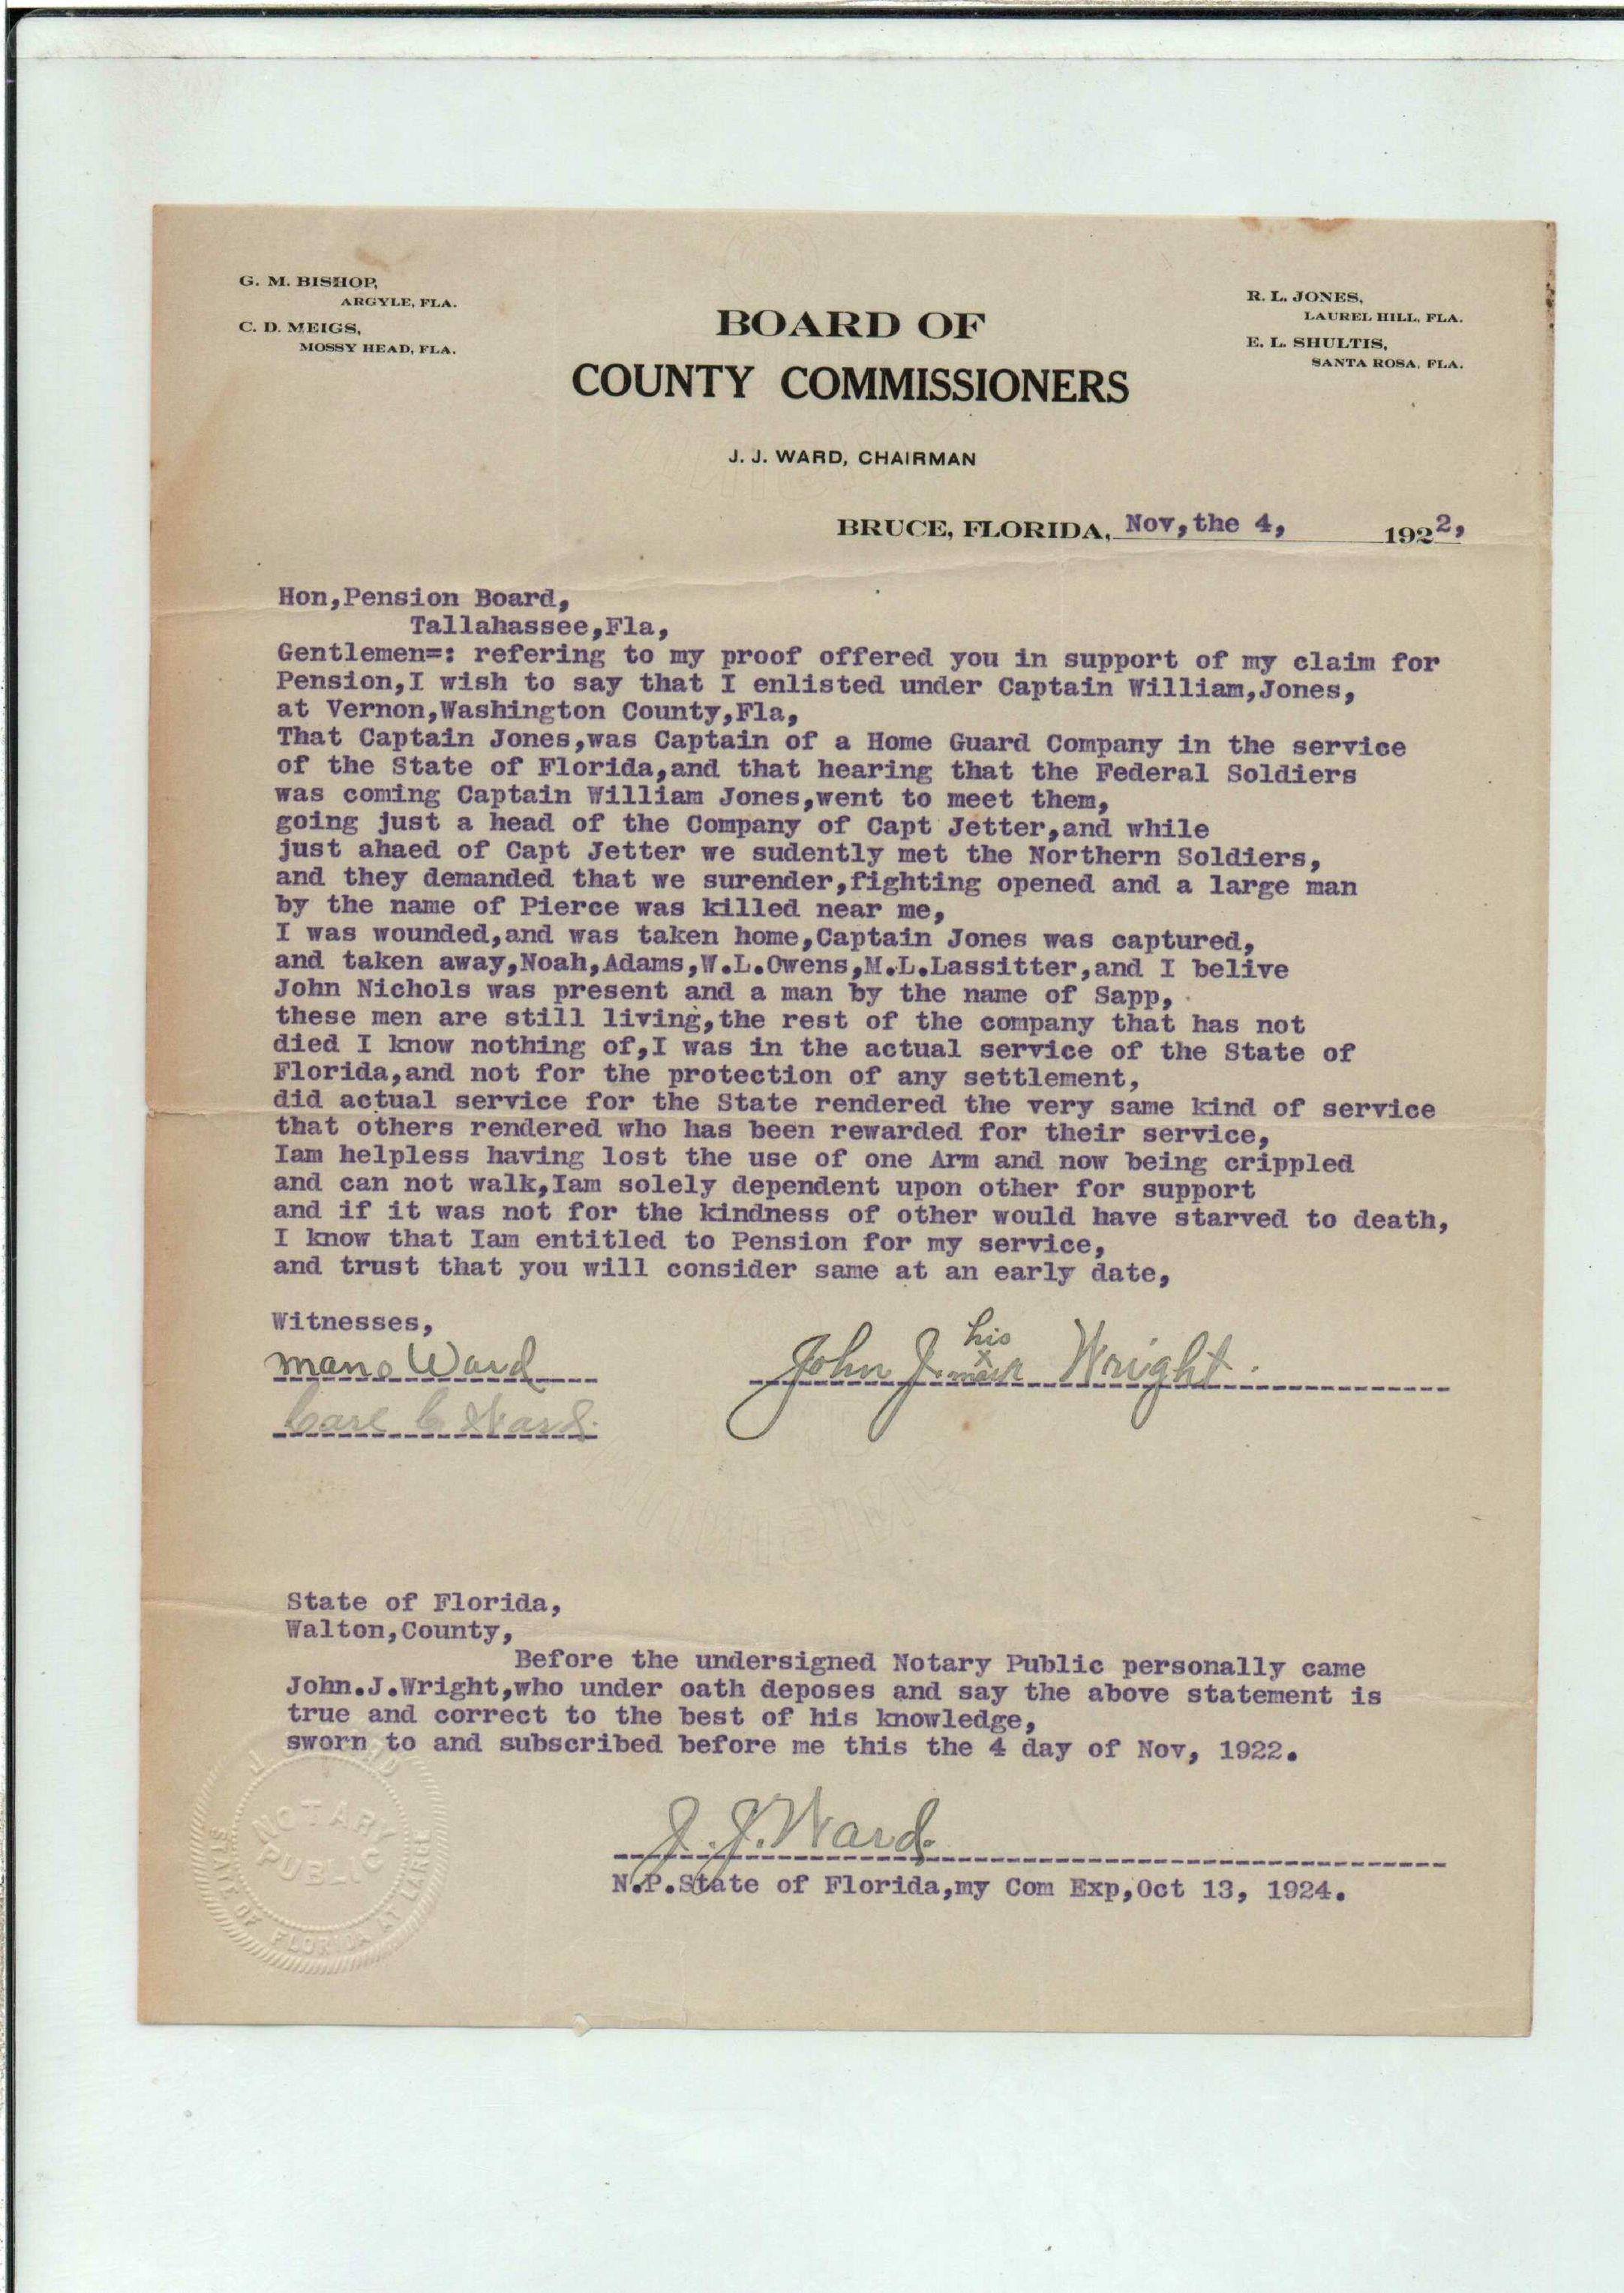 G. M. BISHOP,
ARGYLE, FLA.
C. D. MEIGS,
MOSSY HEAD, FLA.
R. L. JONES,
LAUREL HILL, FLA.
E. L. SHULTIS,
SANTA ROSA, FLA.
BOARD OF
COUNTY COMMISSIONERS
J. J. WARD, CHAIRMAN
BRUCE, FLORIDA, Nov,the 4, 1922,
Hon,Pension Board,
Tallahassee,Fla,
Gentlemen=: refering to my proof offered you in support of my claim for
Pension,I wish to say that I enlisted under Captain William,Jones,
at Vernon,Washington County,Fla,
That Captain Jones,was Captain of a Home Guard Company in the service
of the State of Florida,and that hearing that the Federal Soldiers
was coming Captain William Jones,went to meet them,
going just a head of the Company of Capt Jetter,and while
just ahaed of Capt Jetter we sudently met the Northern Soldiers,
and they demanded that we surender,fighting opened and a large man
by the name of Pierce was killed near me,
I was wounded,and was taken home,Captain Jones was captured,
and taken away,Noah,Adams,W.L.Owens,M.L.Lassitter,and I belive
John Nichols was present and a man by the name of Sapp,
these men are still living,the rest of the company that has not
died I know nothing of,I was in the actual service of the State of
Florida,and not for the protection of any settlement,
did actual service for the State rendered the very same kind of service
that others rendered who has been rewarded for their service,
Iam helpless having lost the use of one Arm and now being crippled
and can not walk,Iam solely dependent upon other for support
and if it was not for the kindness of other would have starved to death,
I know that Iam entitled to Pension for my service,
and trust that you will consider same at an early date,
Witnesses,
his
Ward John J. x Wright.
mark
Carl C Ward.
State of Florida,
Walton,County,
Before the undersigned Notary Public personally came
John.J.Wright,who under oath deposes and say the above statement is
true and correct to the best of his knowledge,
sworn to and subscribed before me this the 4 day of Nov, 1922.
J. J. Ward.
N.P.State of Florida,my Com Exp,Oct 13, 1924.
NOTARY
PUBLIC
STATE OF FLORIDA AT LARGE